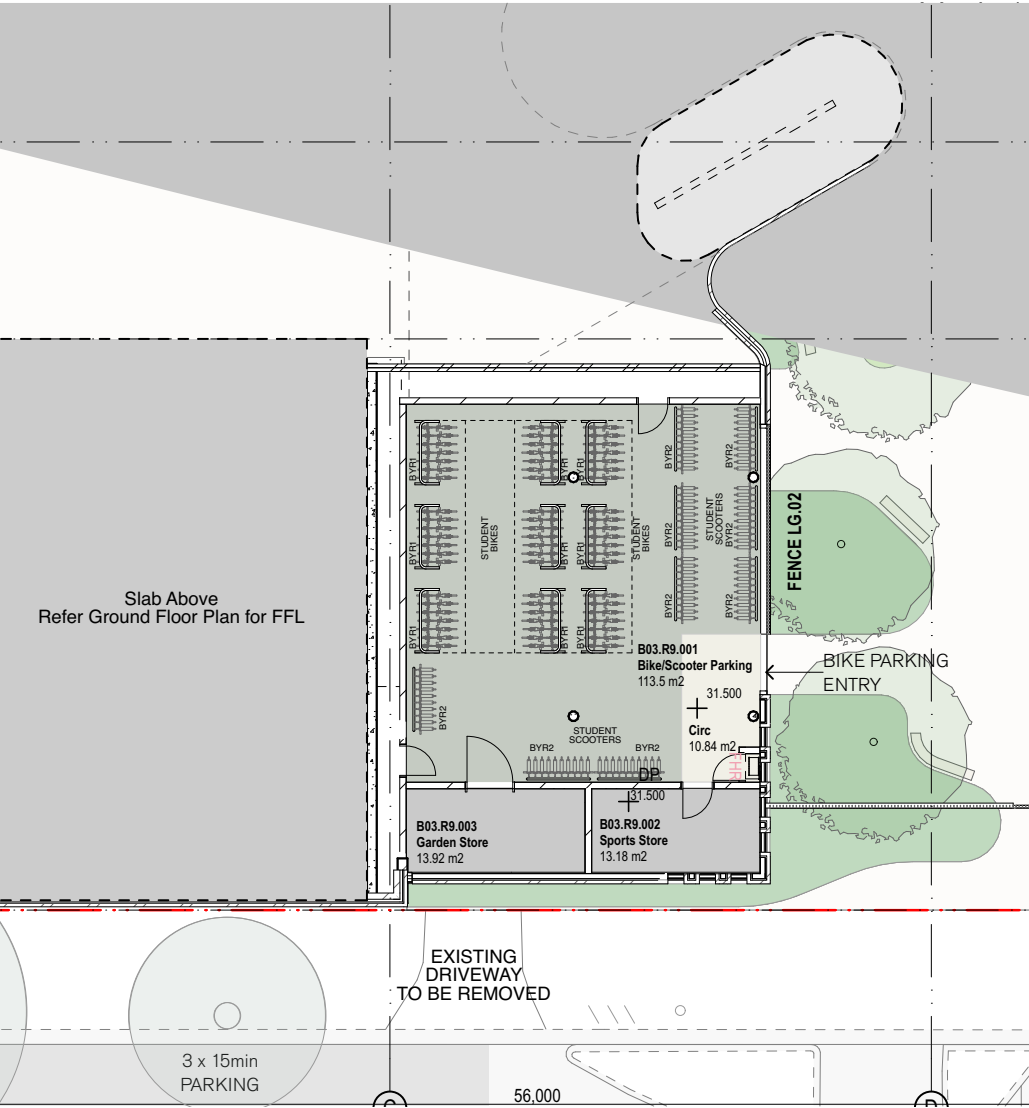 BYR1
BYR1
BYR1
BYR2
BYR2
STUDENT
BIKES
STUDENT
BIKES
STUDENT
SCOOTERS
BYR1
BYR1
BYR1
BYR2
BYR2
BYR1
BYR1
BYR1
BYR2
BYR2
FENCE LG.02
Slab Above
Refer Ground Floor Plan for FFL
B03.R9.001
Bike/Scooter Parking
113.5 m2
BIKE PARKING
ENTRY
31.500
Circ
10.84 m2
BYR2
STUDENT
SCOOTERS
BYR2
BYR2
FHR
DP
31.500
B03.R9.003
Garden Store
13.92 m2
B03.R9.002
Sports Store
13.18 m2
EXISTING
DRIVEWAY
TO BE REMOVED
3 x 15min
PARKING
56,000